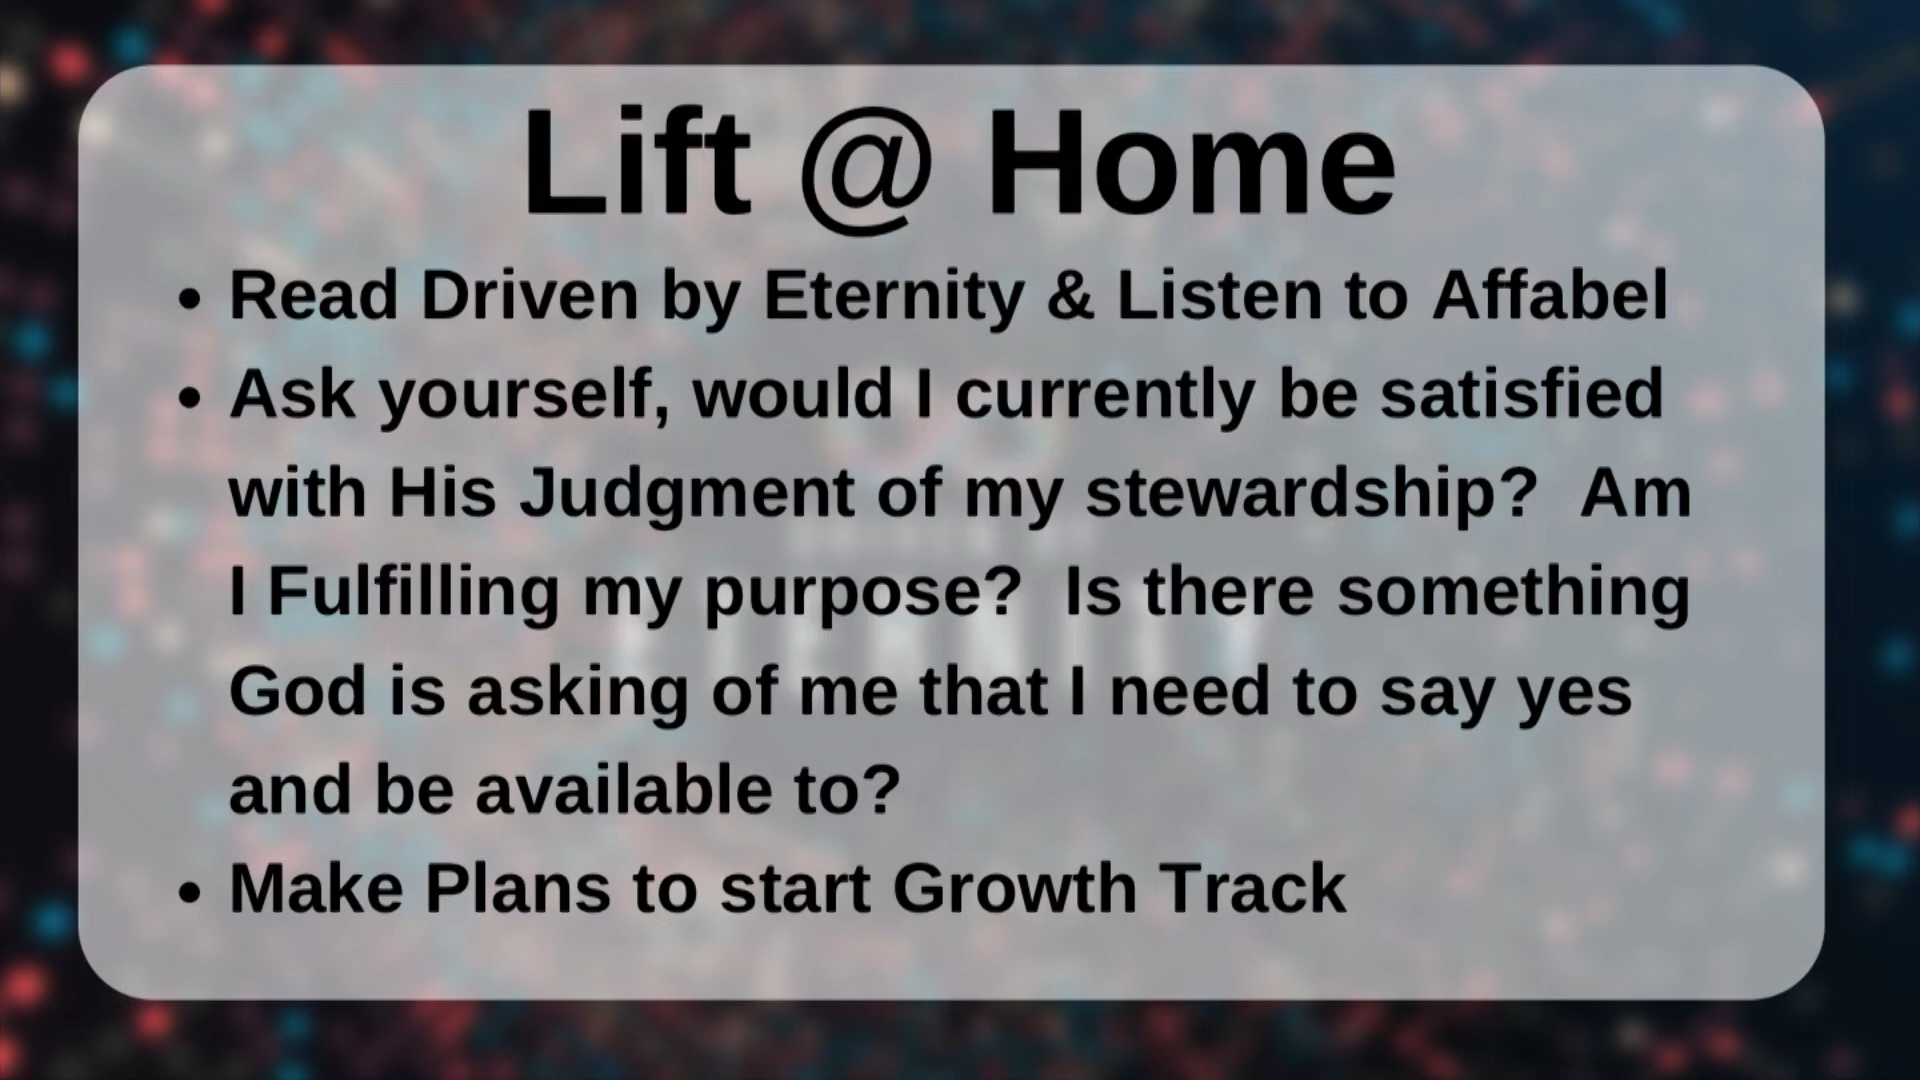 Lift @ Home
• Read Driven by Eternity & Listen to Affabel
• Ask yourself, would I currently be satisfied
with His Judgment of my stewardship?  Am
I Fulfilling my purpose?  Is there something
God is asking of me that I need to say yes
and be available to?
• Make Plans to start Growth Track
ETERNITY